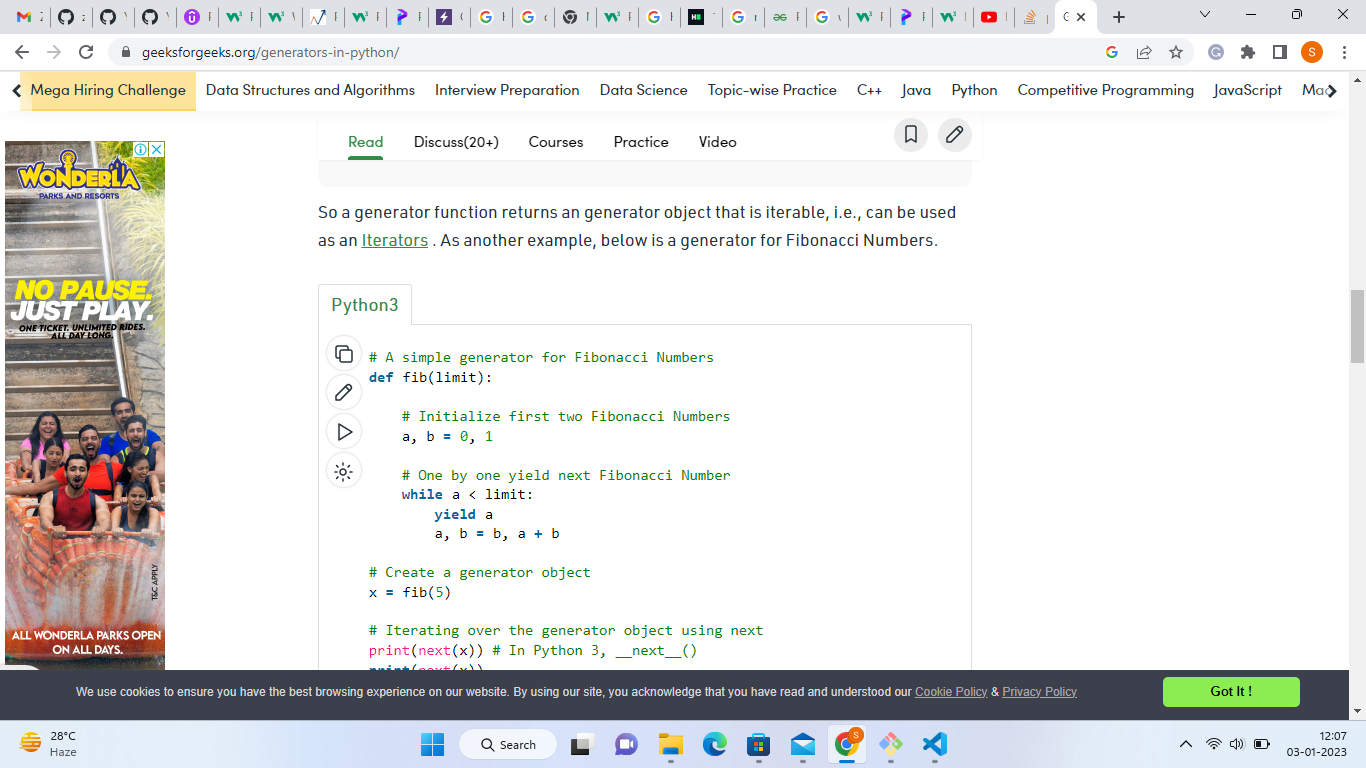 geeksforgeeks.org/generators-in-python/
S
Mega Hiring Challenge Data Structures and Algorithms Interview Preparation Data Science Topic-wise Practice C++ Java Python Competitive Programming JavaScript
Read Discuss(20+) Courses Practice Video
WONDERLA
PARKS AND RESORTS
NO PAUSE.
JUST PLAY.
ONE TICKET. UNLIMITED RIDES.
ALL DAY LONG.
T&C APPLY
ALL WONDERLA PARKS OPEN
ON ALL DAYS.
So a generator function returns an generator object that is iterable, i.e., can be used
as an Iterators . As another example, below is a generator for Fibonacci Numbers.
Python3
# A simple generator for Fibonacci Numbers
def fib(limit):
# Initialize first two Fibonacci Numbers
a, b = 0, 1
# One by one yield next Fibonacci Number
while a < limit:
yield a
a, b = b, a + b
# Create a generator object
x = fib(5)
# Iterating over the generator object using next
print(next(x)) # In Python 3, __next__()
print(next(x))
We use cookies to ensure you have the best browsing experience on our website. By using our site, you acknowledge that you have read and understood our Cookie Policy & Privacy Policy
Got It !
28°C
Haze
Search
S
12:07
03-01-2023